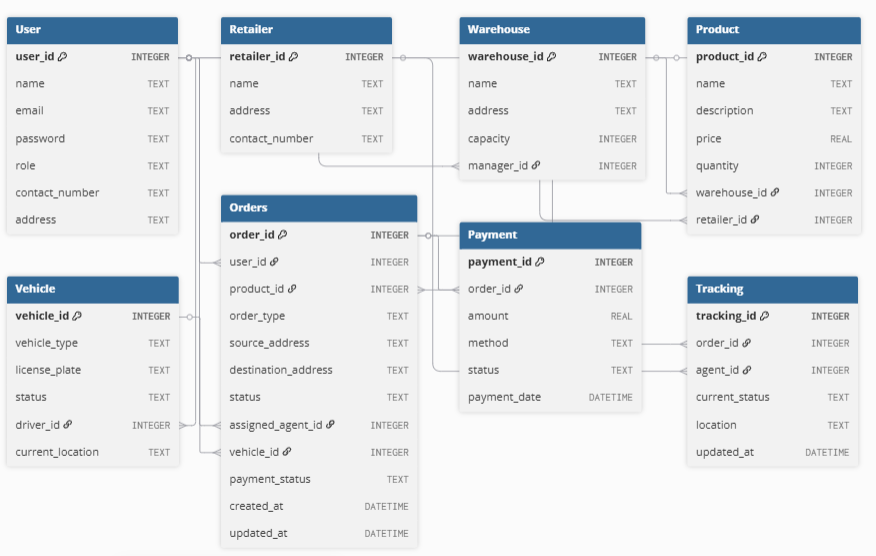 User
user_id INTEGER
name TEXT
email TEXT
password TEXT
role TEXT
contact_number TEXT
address TEXT
Retailer
retailer_id INTEGER
name TEXT
address TEXT
contact_number TEXT
Warehouse
warehouse_id INTEGER
name TEXT
address TEXT
capacity INTEGER
manager_id INTEGER
Product
product_id INTEGER
name TEXT
description TEXT
price REAL
quantity INTEGER
warehouse_id INTEGER
retailer_id INTEGER
Orders
order_id INTEGER
user_id INTEGER
product_id INTEGER
order_type TEXT
source_address TEXT
destination_address TEXT
status TEXT
assigned_agent_id INTEGER
vehicle_id INTEGER
payment_status TEXT
created_at DATETIME
updated_at DATETIME
Payment
payment_id INTEGER
order_id INTEGER
amount REAL
method TEXT
status TEXT
payment_date DATETIME
Vehicle
vehicle_id INTEGER
vehicle_type TEXT
license_plate TEXT
status TEXT
driver_id INTEGER
current_location TEXT
Tracking
tracking_id INTEGER
order_id INTEGER
agent_id INTEGER
current_status TEXT
location TEXT
updated_at DATETIME